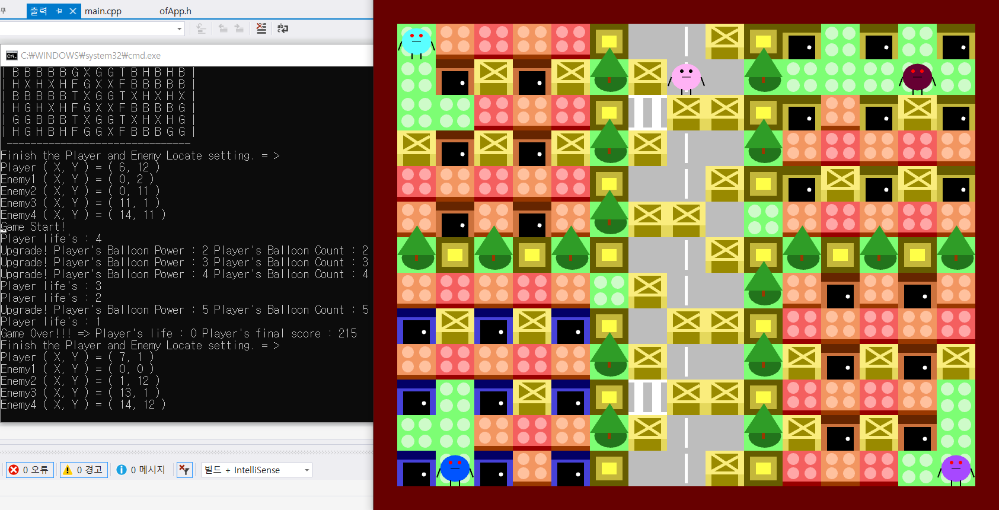 출력 main.cpp ofApp.h
C:\WINDOWS\system32\cmd.exe
| B B B B B G X G G T B H B H B |
| H X H X H F G X X F B B B B B |
| B B B B B T X G G T X H X H X |
| H G H X H F G X X F B B B B G |
| G G B B B T X G G T X H X H G |
| H G H B H F G G X F B B B G G |
-------------------------------
Finish the Player and Enemy Locate setting. = >
Player ( X, Y ) = ( 6, 12 )
Enemy1 ( X, Y ) = ( 0, 2 )
Enemy2 ( X, Y ) = ( 0, 11 )
Enemy3 ( X, Y ) = ( 11, 1 )
Enemy4 ( X, Y ) = ( 14, 11 )
Game Start!
Player life's : 4
Upgrade! Player's Balloon Power : 2 Player's Balloon Count : 2
Upgrade! Player's Balloon Power : 3 Player's Balloon Count : 3
Upgrade! Player's Balloon Power : 4 Player's Balloon Count : 4
Player life's : 3
Player life's : 2
Upgrade! Player's Balloon Power : 5 Player's Balloon Count : 5
Player life's : 1
Game Over!!! => Player's life : 0 Player's final score : 215
Finish the Player and Enemy Locate setting. = >
Player ( X, Y ) = ( 7, 1 )
Enemy1 ( X, Y ) = ( 0, 0 )
Enemy2 ( X, Y ) = ( 1, 12 )
Enemy3 ( X, Y ) = ( 13, 1 )
Enemy4 ( X, Y ) = ( 14, 12 )
0 오류 0 경고 0 메시지 빌드 + IntelliSense